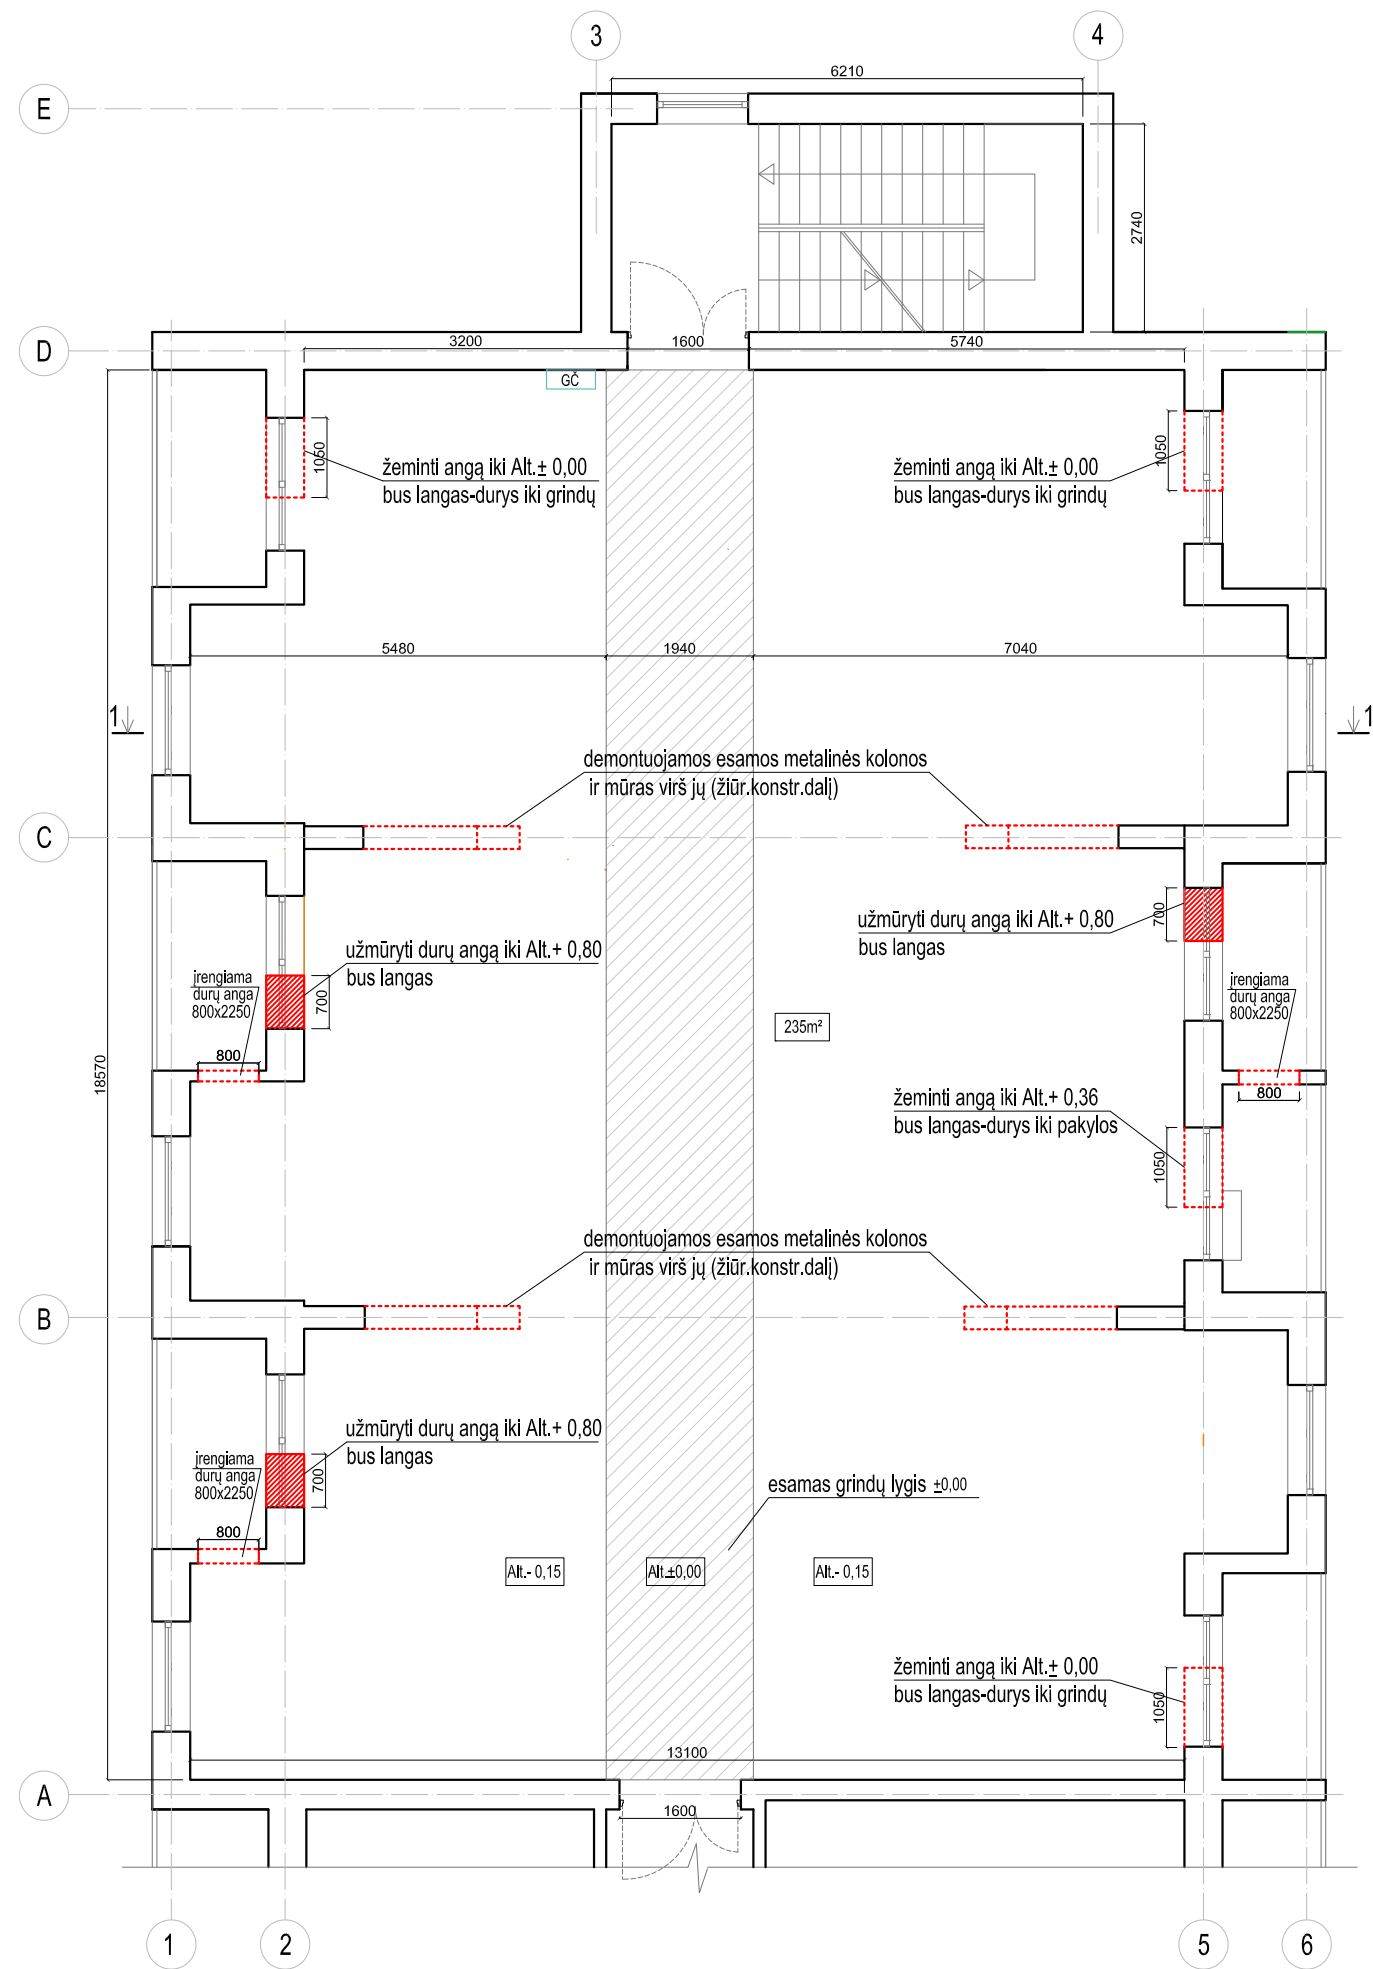 3
4
6210
E
2740
D
3200
1600
5740
GČ
1050
žeminti angą iki Alt.± 0,00
bus langas-durys iki grindų
žeminti angą iki Alt.± 0,00
bus langas-durys iki grindų
1050
5480
1940
7040
1
1
demontuojamos esamos metalinės kolonos
ir mūras virš jų (žiūr.konstr.dalį)
C
užmūryti durų angą iki Alt.+ 0,80
bus langas
700
užmūryti durų angą iki Alt.+ 0,80
bus langas
700
įrengiama
durų anga
800x2250
įrengiama
durų anga
800x2250
235m²
800
800
18570
žeminti angą iki Alt.+ 0,36
bus langas-durys iki pakylos
1050
demontuojamos esamos metalinės kolonos
ir mūras virš jų (žiūr.konstr.dalį)
B
užmūryti durų angą iki Alt.+ 0,80
bus langas
700
įrengiama
durų anga
800x2250
800
esamas grindų lygis ±0,00
Alt.- 0,15
Alt.±0,00
Alt.- 0,15
žeminti angą iki Alt.± 0,00
bus langas-durys iki grindų
1050
13100
A
1600
1
2
5
6